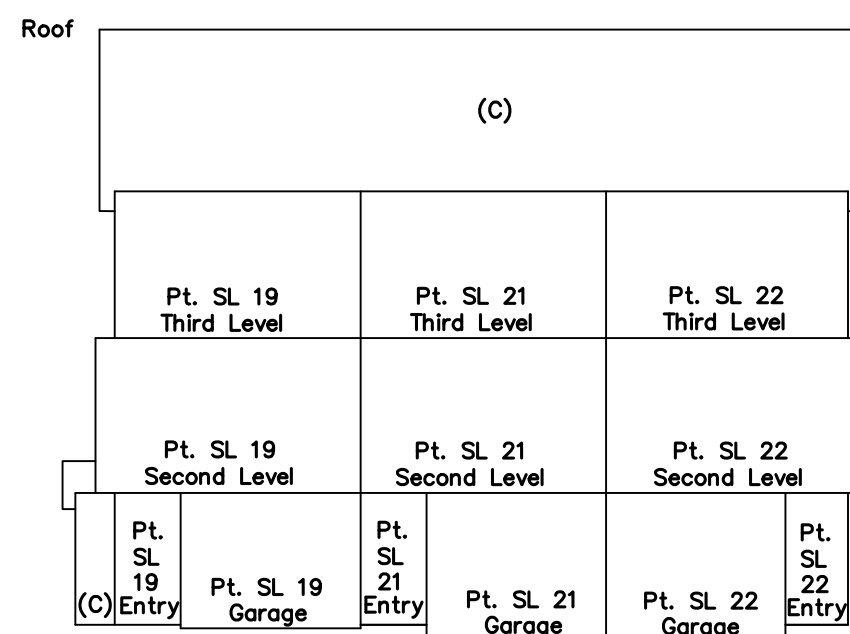 Roof
(C)
Pt. SL 19
Third Level
Pt. SL 21
Third Level
Pt. SL 22
Third Level
Pt. SL 19
Second Level
Pt. SL 21
Second Level
Pt. SL 22
Second Level
(C)
Pt.
SL
19
Entry
Pt. SL 19
Garage
Pt.
SL
21
Entry
Pt. SL 21
Garage
Pt. SL 22
Garage
Pt.
SL
22
Entry